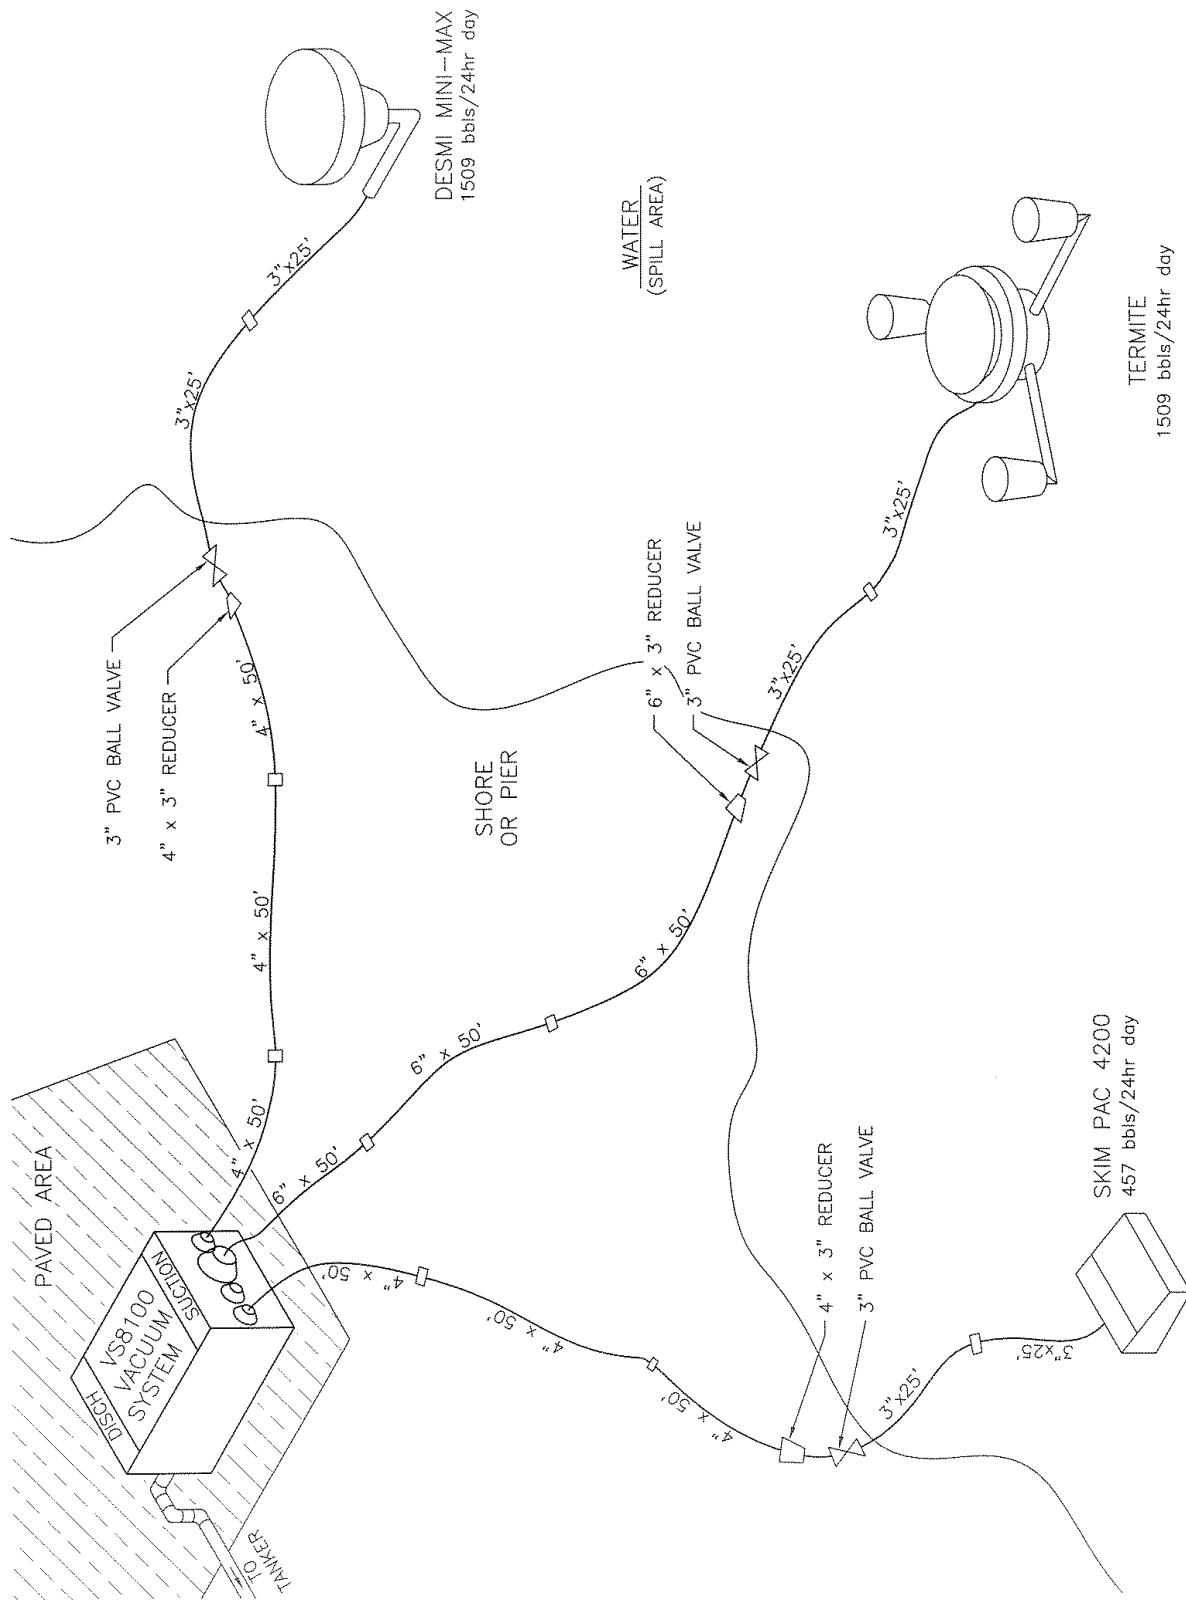 PAVED AREA
DISCH
VS8100
VACUUM
SYSTEM
SUCTION
TO
TANKER
4" x 50'
4" x 50'
4" x 50'
3" PVC BALL VALVE
4" x 3" REDUCER
3"x25'
3"x25'
DESMI MINI-MAX
1509 bbls/24hr day
6" x 50'
6" x 50'
6" x 50'
SHORE
OR PIER
6" x 3" REDUCER
3" PVC BALL VALVE
3"x25'
3"x25'
WATER
(SPILL AREA)
TERMITE
1509 bbls/24hr day
4" x 50'
4" x 50'
4" x 50'
4" x 3" REDUCER
3" PVC BALL VALVE
3"x25'
3"x25'
SKIM PAC 4200
457 bbls/24hr day